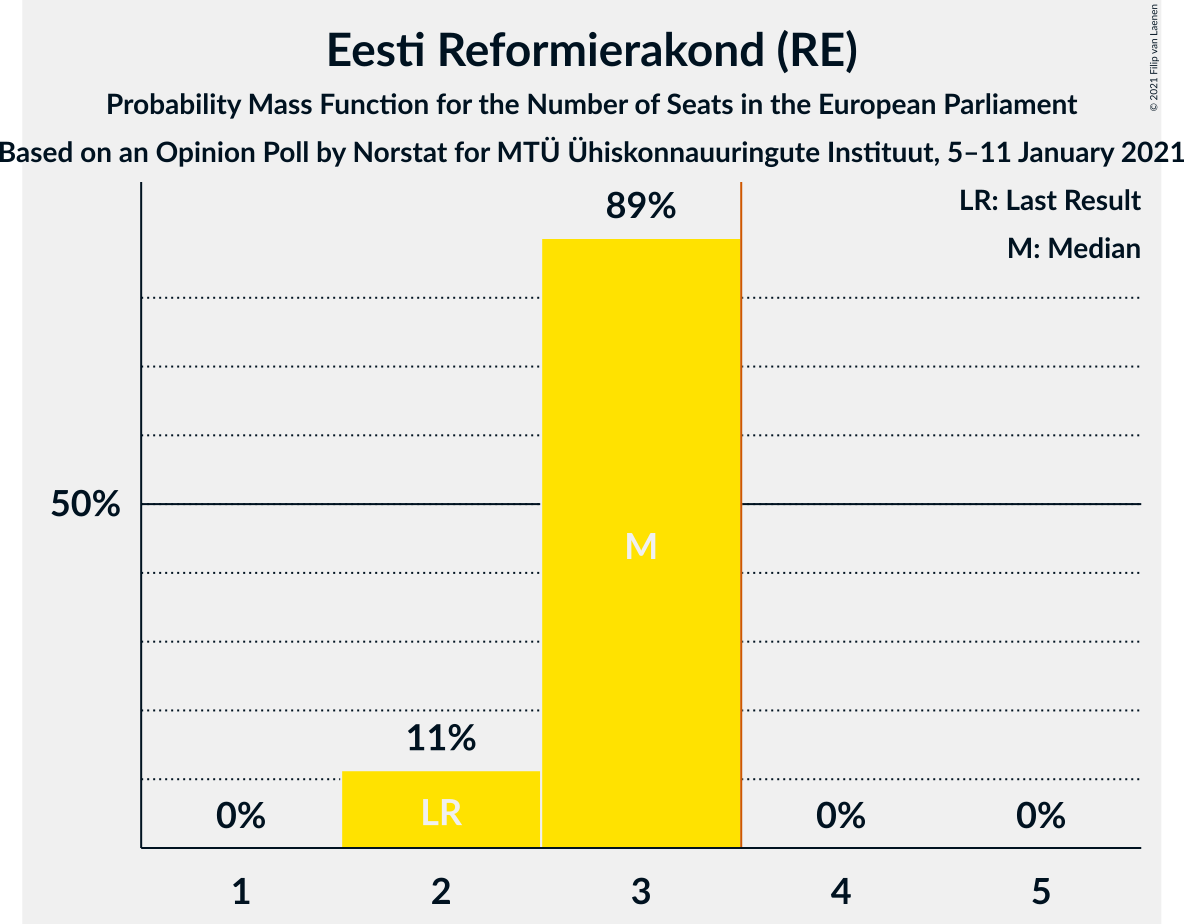 Eesti Reformierakond (RE)
Probability Mass Function for the Number of Seats in the European Parliament
Based on an Opinion Poll by Norstat for MTÜ Ühiskonnauuringute Instituut, 5–11 January 2021
© 2021 Filip van Laenen
LR: Last Result
M: Median
89%
50%
M
11%
LR
0%
0%
0%
1
2
3
4
5